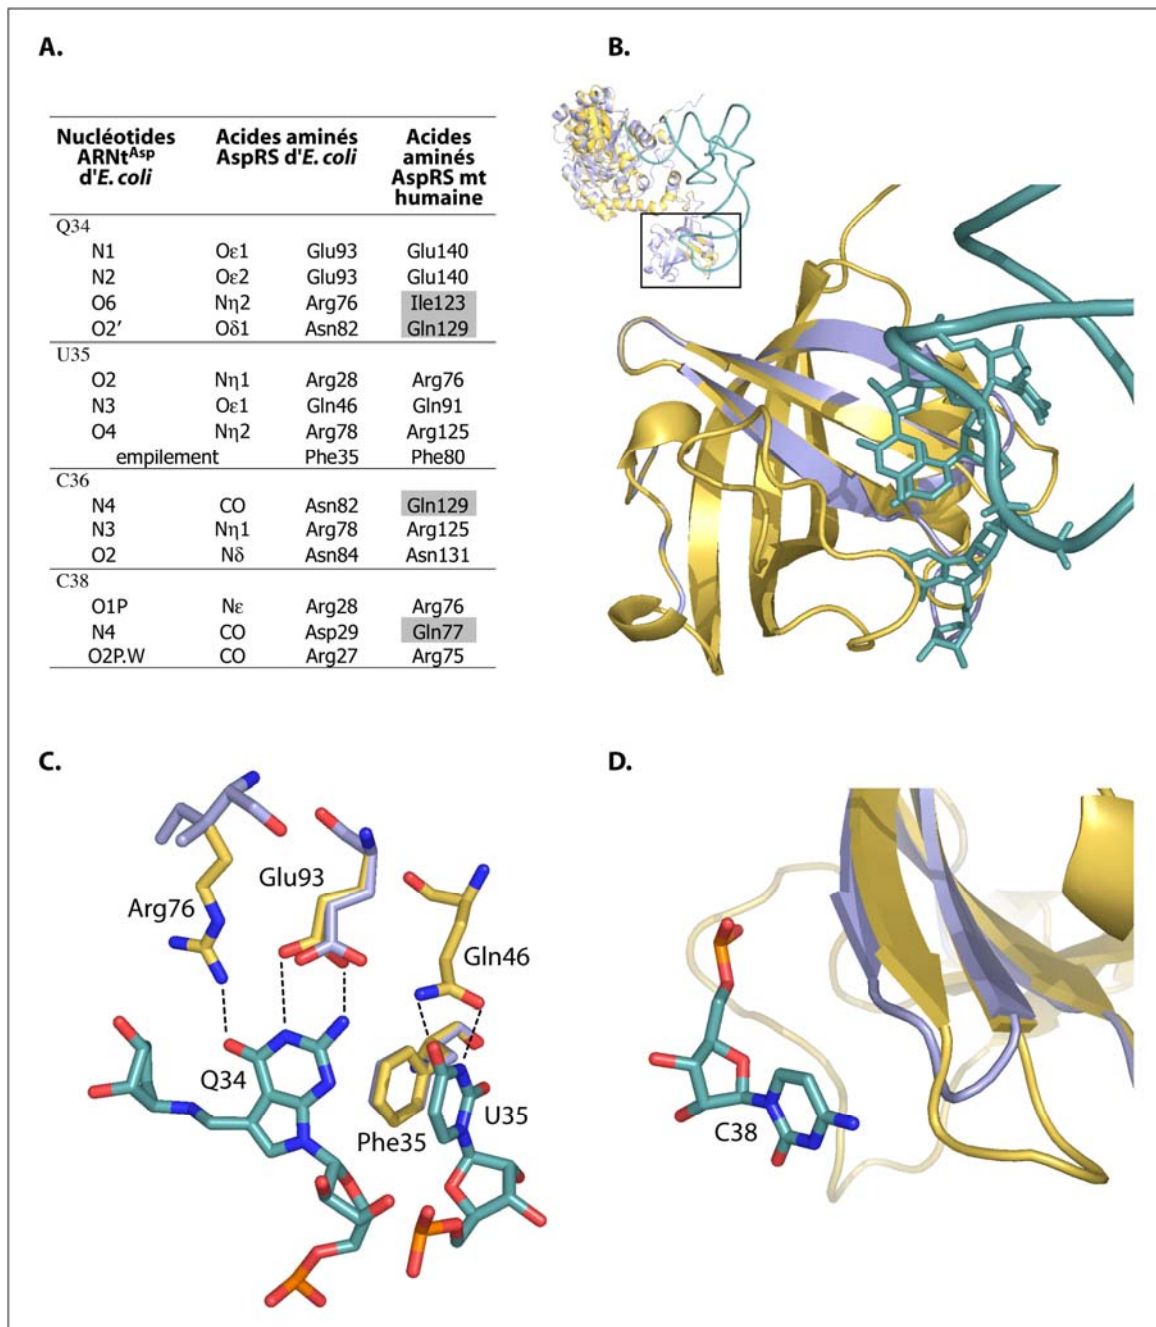 A.
B.
Nucléotides Acides aminés Acides
ARNt^Asp AspRS d'E. coli aminés
d'E. coli AspRS mt
humaine
Q34
N1 Oε1 Glu93 Glu140
N2 Oε2 Glu93 Glu140
O6 Nη2 Arg76 Ile123
O2' Oδ1 Asn82 Gln129
U35
O2 Nη1 Arg28 Arg76
N3 Oε1 Gln46 Gln91
O4 Nη2 Arg78 Arg125
empilement Phe35 Phe80
C36
N4 CO Asn82 Gln129
N3 Nη1 Arg78 Arg125
O2 Nδ Asn84 Asn131
C38
O1P Nε Arg28 Arg76
N4 CO Asp29 Gln77
O2P.W CO Arg27 Arg75
C.
D.
Glu93
Arg76
Gln46
Q34
U35
Phe35
C38